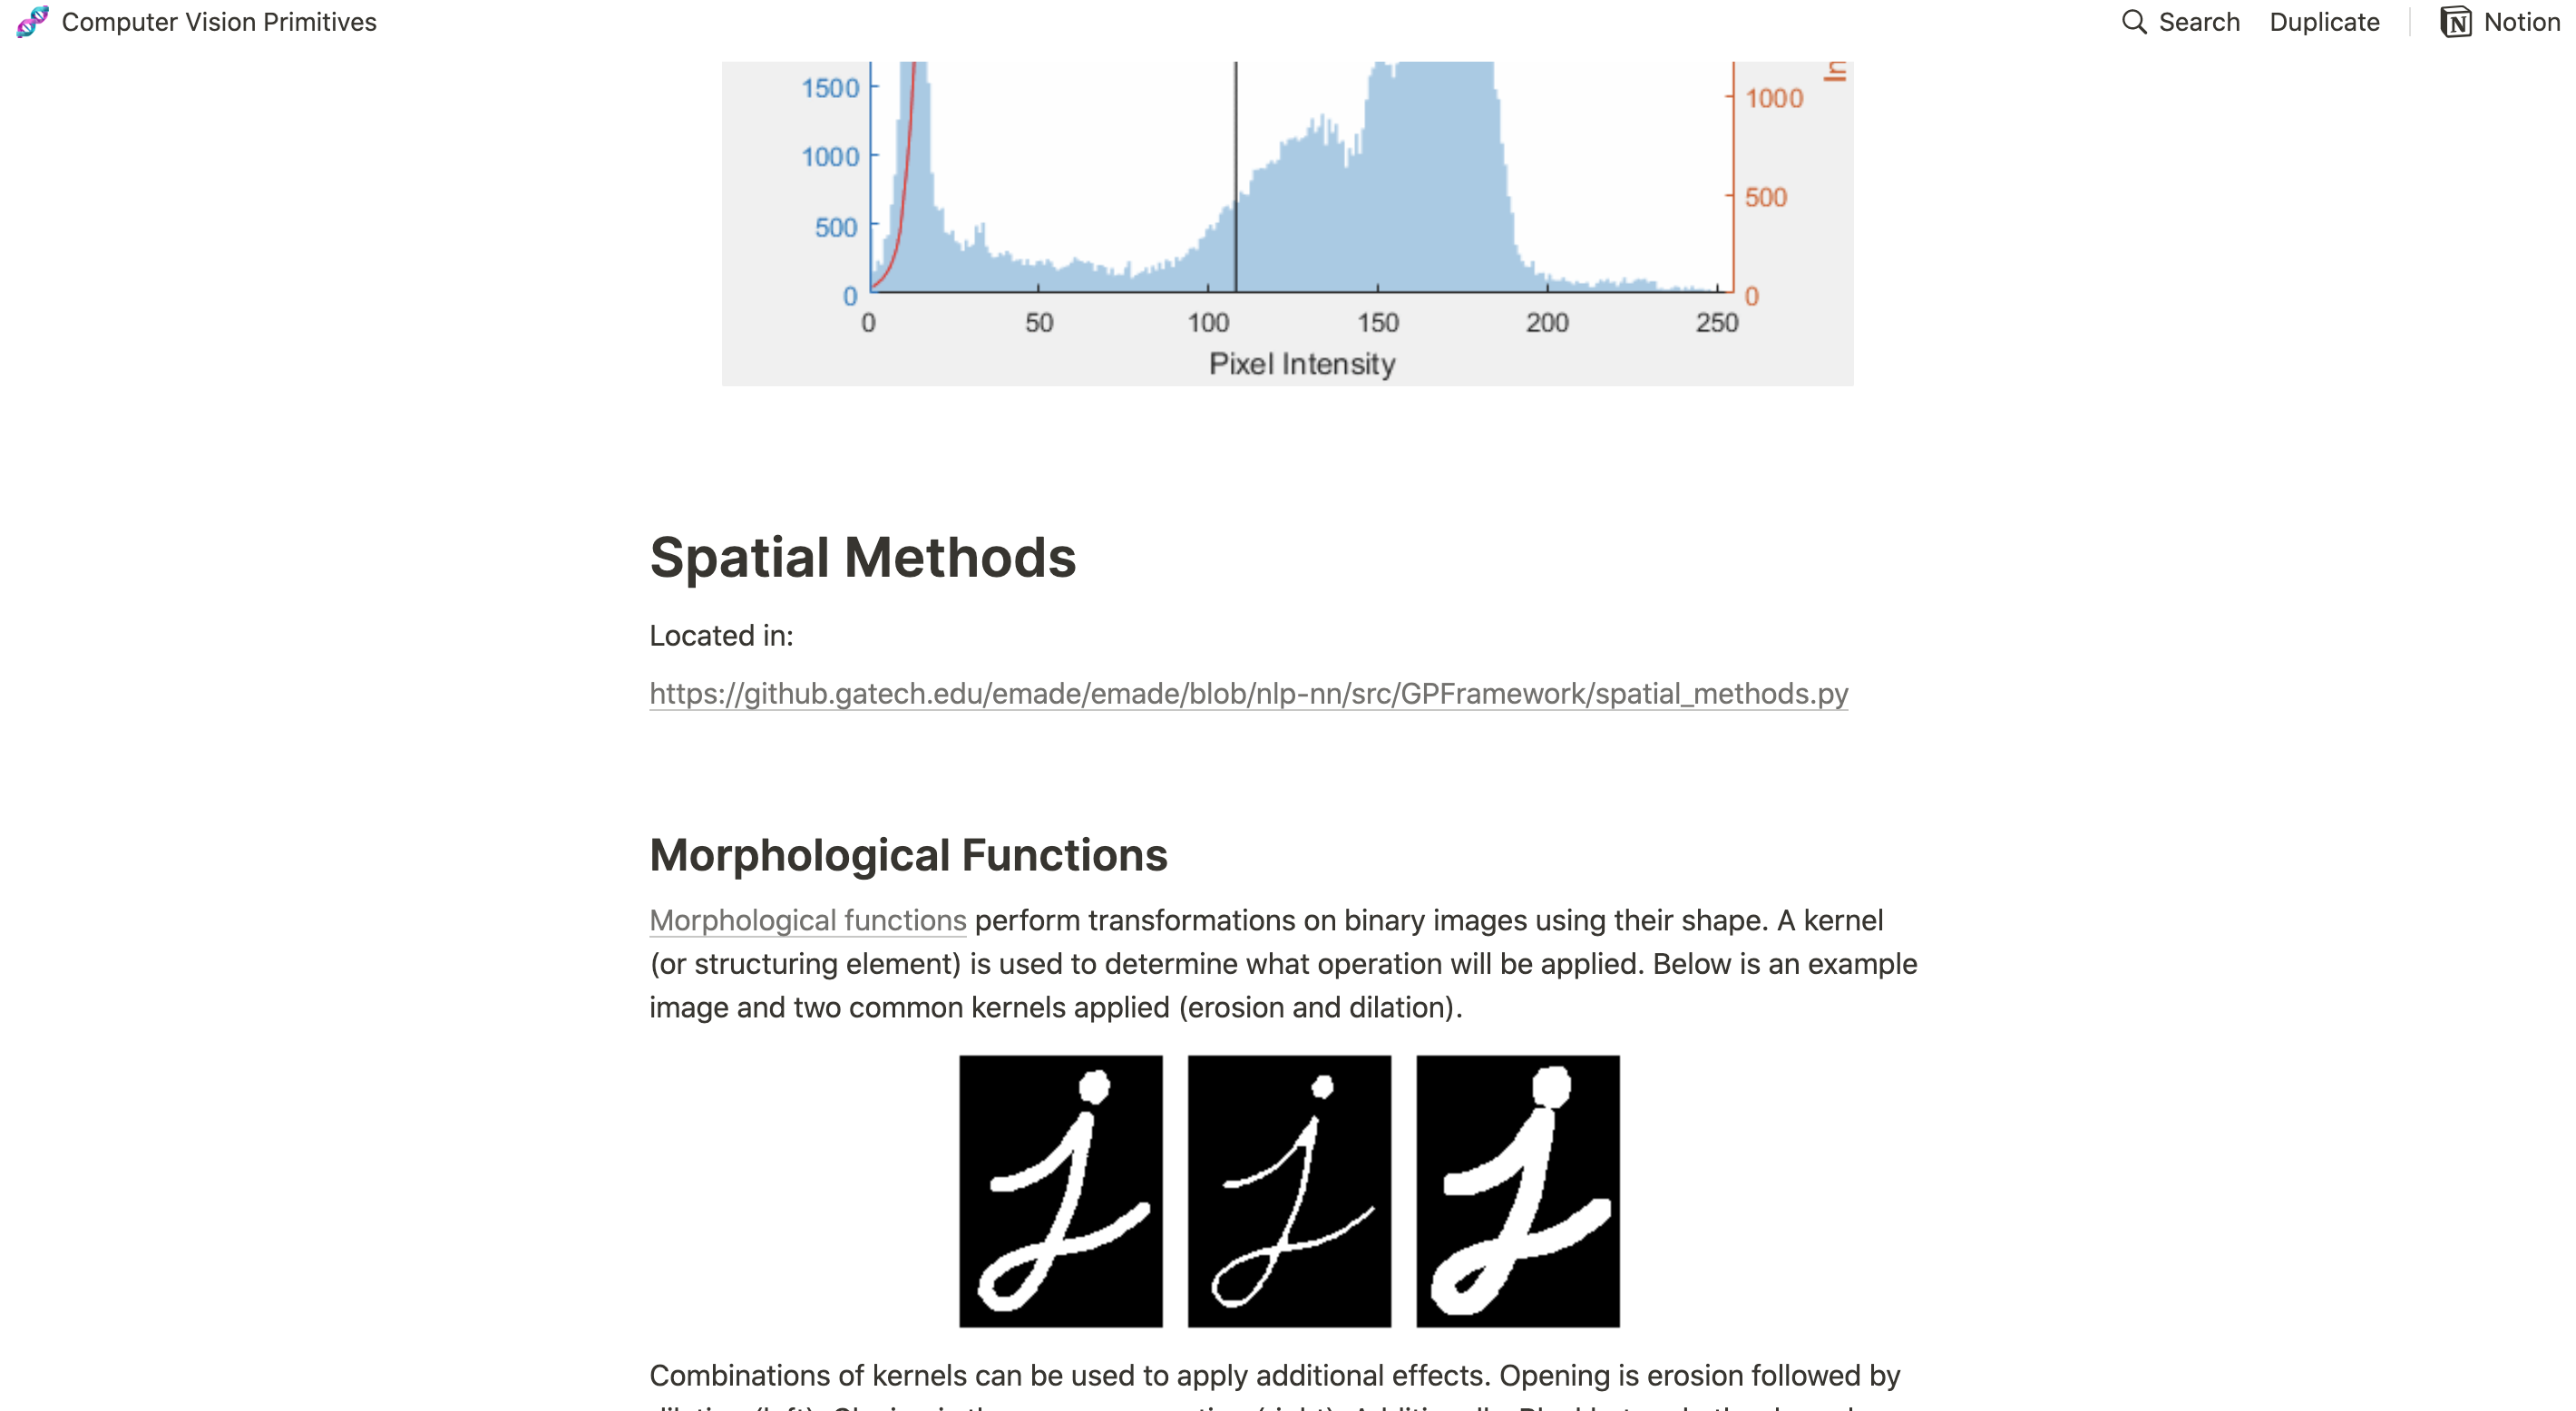 Computer Vision Primitives
Search Duplicate Notion
1500
1000
500
0
In
1000
500
0
0 50 100 150 200 250
Pixel Intensity
Spatial Methods
Located in:
https://github.gatech.edu/emade/emade/blob/nlp-nn/src/GPFramework/spatial_methods.py
Morphological Functions
Morphological functions perform transformations on binary images using their shape. A kernel
(or structuring element) is used to determine what operation will be applied. Below is an example
image and two common kernels applied (erosion and dilation).
Combinations of kernels can be used to apply additional effects. Opening is erosion followed by